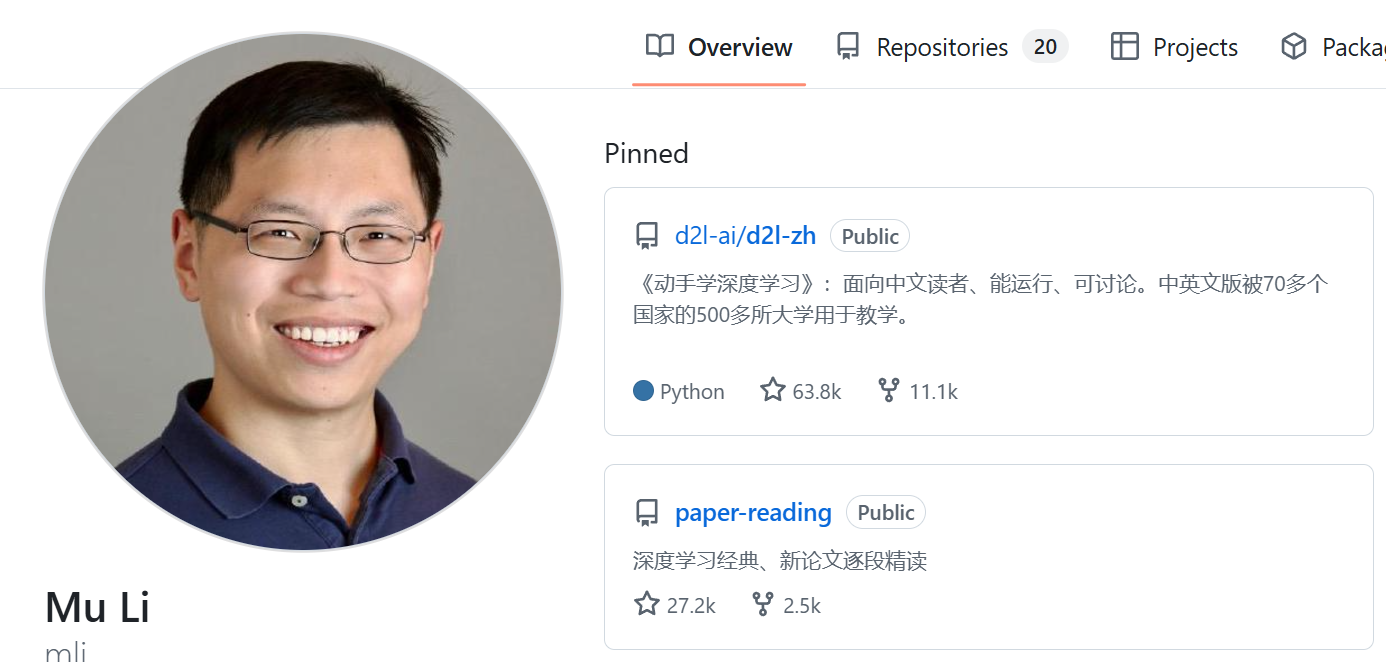 Overview
Repositories 20
Projects
Packag
Pinned
d2l-ai/d2l-zh Public
《动手学深度学习》：面向中文读者、能运行、可讨论。中英文版被70多个
国家的500多所大学用于教学。
Python 63.8k 11.1k
paper-reading Public
深度学习经典、新论文逐段精读
27.2k 2.5k
Mu Li
mli